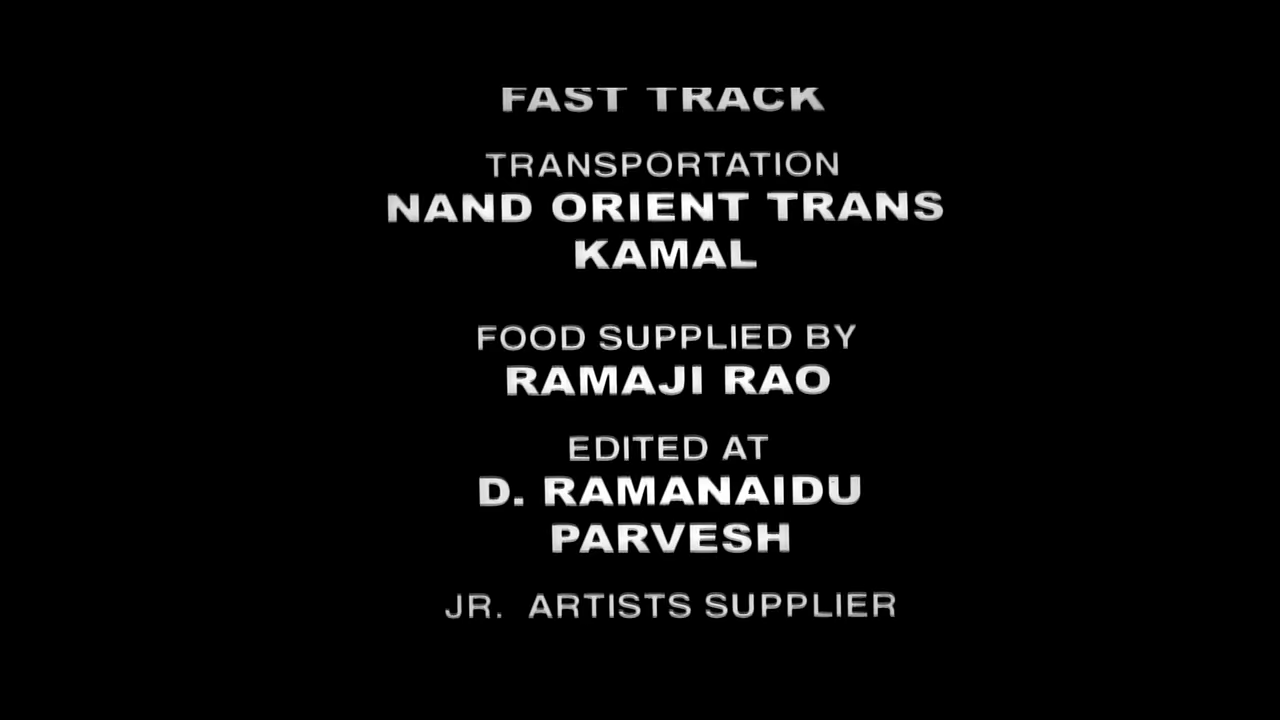 FAST TRACK
TRANSPORTATION
NAND ORIENT TRANS
KAMAL
FOOD SUPPLIED BY
RAMAJI RAO
EDITED AT
D. RAMANAIDU
PARVESH
JR. ARTISTS SUPPLIER